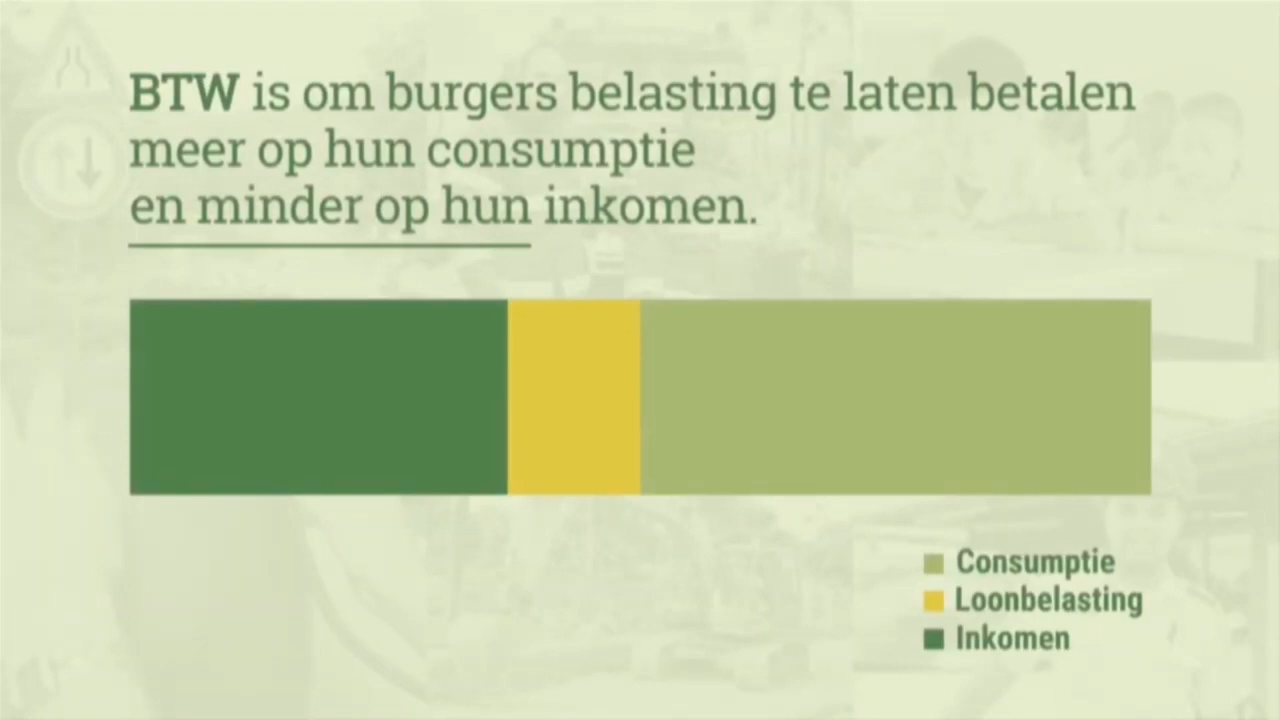 BTW is om burgers belasting te laten betalen
meer op hun consumptie
en minder op hun inkomen.
Consumptie
Loonbelasting
Inkomen